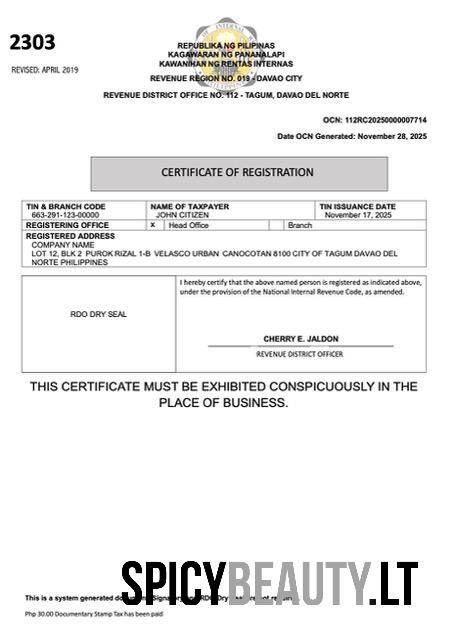 2303
REVISED: APRIL 2019
REPUBLIKA NG PILIPINAS
KAGAWARAN NG PANANALAPI
KAWANIHAN NG RENTAS INTERNAS
REVENUE REGION NO. 019 - DAVAO CITY
REVENUE DISTRICT OFFICE NO. 112 - TAGUM, DAVAO DEL NORTE
OCN: 112RC20250000007714
Date OCN Generated: November 28, 2025
CERTIFICATE OF REGISTRATION
TIN & BRANCH CODE NAME OF TAXPAYER TIN ISSUANCE DATE
663-291-123-00000 JOHN CITIZEN November 17, 2025
REGISTERING OFFICE x Head Office Branch
REGISTERED ADDRESS
COMPANY NAME
LOT 12, BLK 2 PUROK RIZAL 1-B VELASCO URBAN CANOCOTAN 8100 CITY OF TAGUM DAVAO DEL
NORTE PHILIPPINES
I hereby certify that the above named person is registered as indicated above,
under the provision of the National Internal Revenue Code, as amended.
RDO DRY SEAL
CHERRY E. JALDON
REVENUE DISTRICT OFFICER
THIS CERTIFICATE MUST BE EXHIBITED CONSPICUOUSLY IN THE
PLACE OF BUSINESS.
SPICYBEAUTY.LT
This is a system generated
Php 30.00 Documentary Stamp Tax has been paid